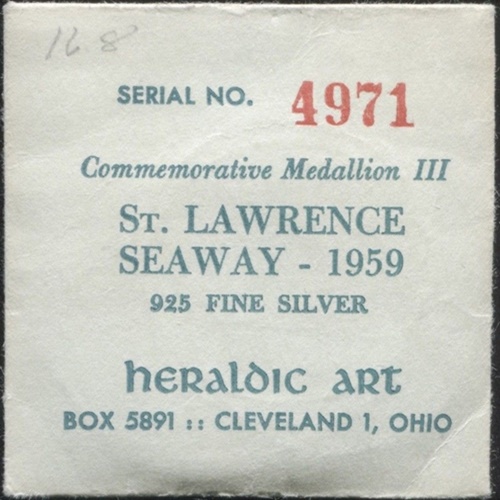 16.8
SERIAL NO. 4971
Commemorative Medallion III
ST. LAWRENCE
SEAWAY - 1959
925 FINE SILVER
heraldic art
BOX 5891 :: CLEVELAND 1, OHIO